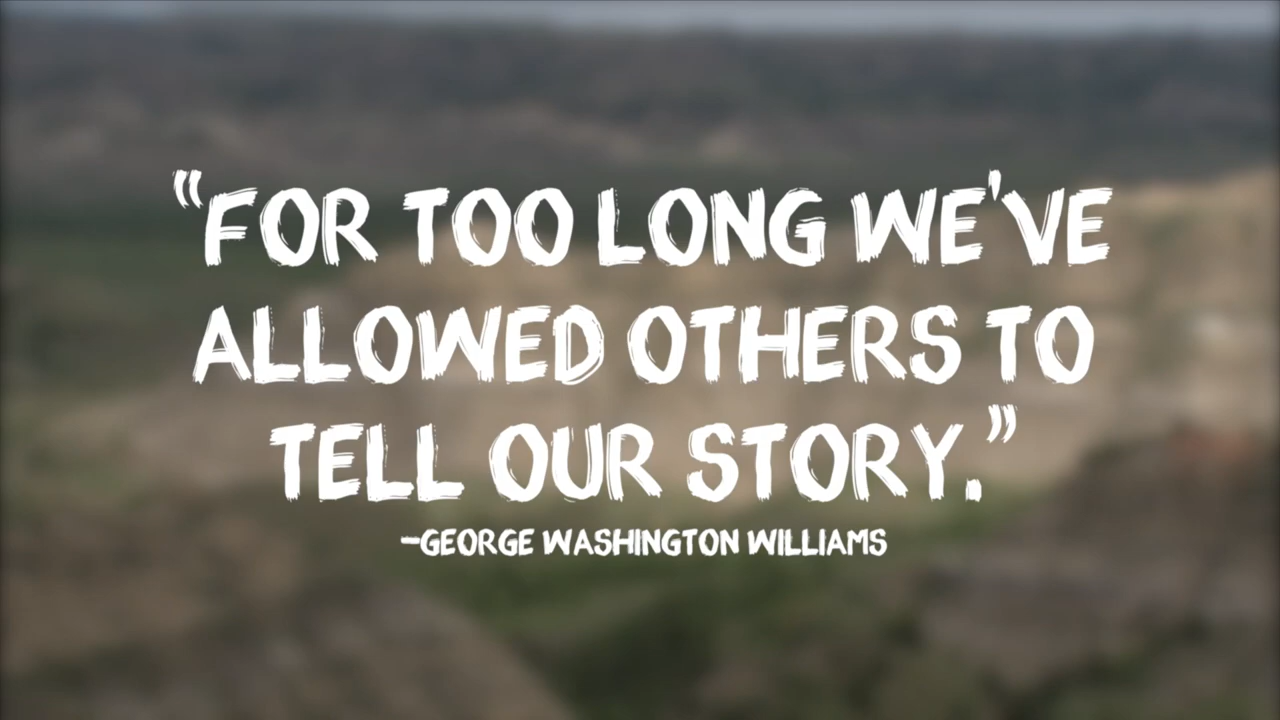 “FOR TOO LONG WE'VE
ALLOWED OTHERS TO
TELL OUR STORY.”
-GEORGE WASHINGTON WILLIAMS